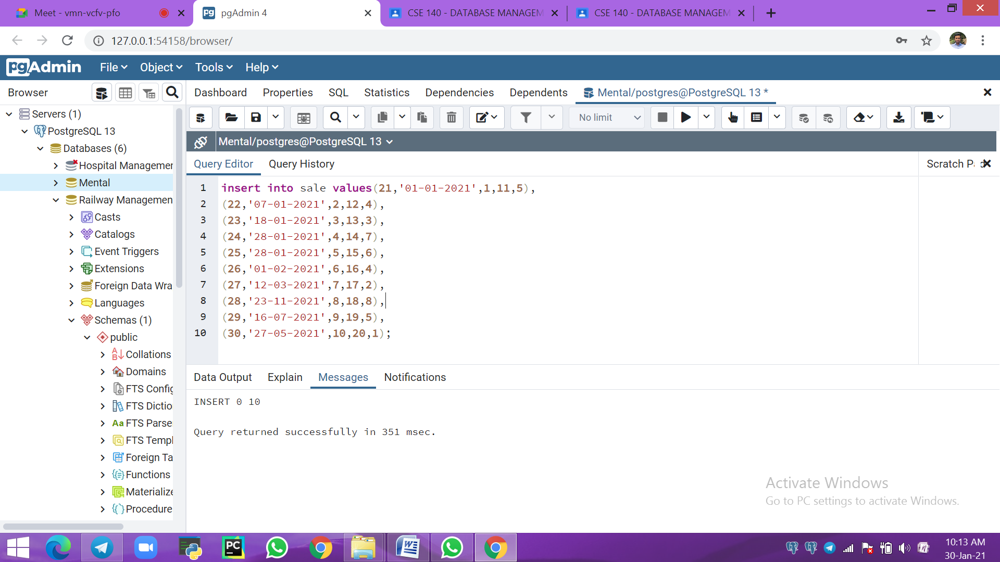 Meet - vmn-vcfv-pfo
pgAdmin 4
CSE 140 - DATABASE MANAGEM
CSE 140 - DATABASE MANAGEM
127.0.0.1:54158/browser/
pgAdmin
File
Object
Tools
Help
Browser
Dashboard
Properties
SQL
Statistics
Dependencies
Dependents
Mental/postgres@PostgreSQL 13 *
No limit
Servers (1)
PostgreSQL 13
Databases (6)
Hospital Managemer
Mental
Railway Managemen
Casts
Catalogs
Event Triggers
Extensions
Foreign Data Wra
Languages
Schemas (1)
public
Collations
Domains
FTS Config
FTS Dictio
FTS Parse
FTS Templ
Foreign Ta
Functions
Materialize
Procedure
Mental/postgres@PostgreSQL 13
Query Editor
Query History
Scratch Pad
1 insert into sale values(21,'01-01-2021',1,11,5),
2 (22,'07-01-2021',2,12,4),
3 (23,'18-01-2021',3,13,3),
4 (24,'28-01-2021',4,14,7),
5 (25,'28-01-2021',5,15,6),
6 (26,'01-02-2021',6,16,4),
7 (27,'12-03-2021',7,17,2),
8 (28,'23-11-2021',8,18,8),
9 (29,'16-07-2021',9,19,5),
10 (30,'27-05-2021',10,20,1);
Data Output
Explain
Messages
Notifications
INSERT 0 10
Query returned successfully in 351 msec.
Activate Windows
Go to PC settings to activate Windows.
10:13 AM
30-Jan-21